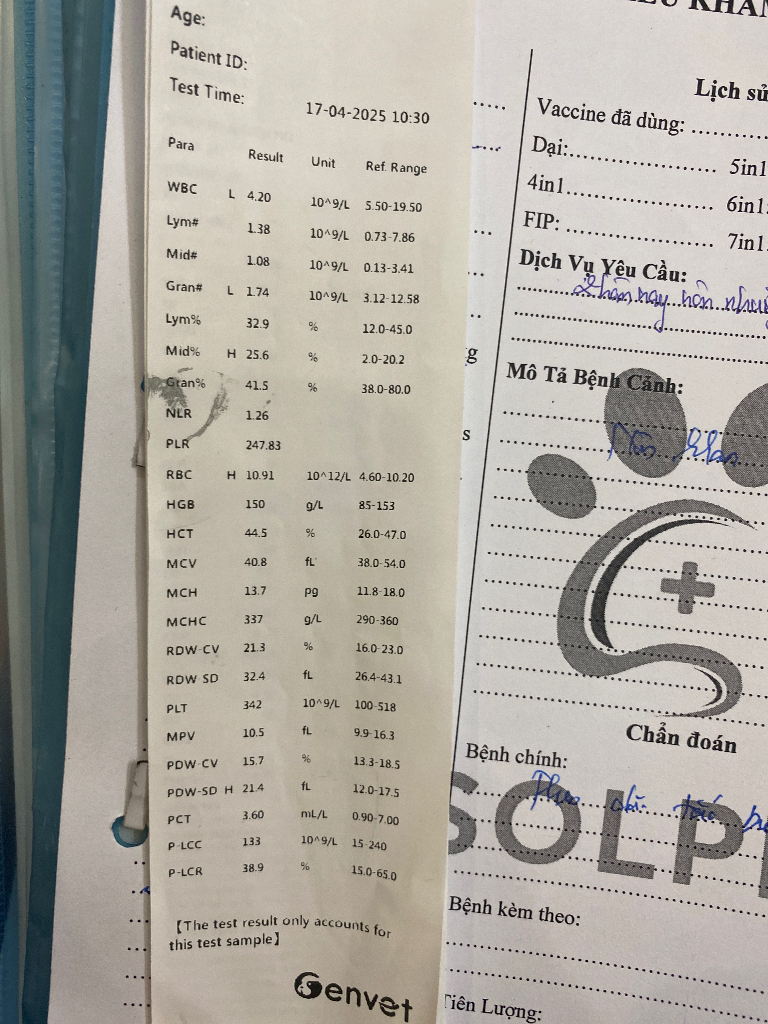 Age:
Patient ID:
Test Time: 17-04-2025 10:30
Para Result Unit Ref. Range
WBC L 4.20 10^9/L 5.50-19.50
Lym# 1.38 10^9/L 0.73-7.86
Mid# 1.08 10^9/L 0.13-3.41
Gran# L 1.74 10^9/L 3.12-12.58
Lym% 32.9 % 12.0-45.0
Mid% H 25.6 % 2.0-20.2
Gran% 41.5 % 38.0-80.0
NLR 1.26
PLR 247.83
RBC H 10.91 10^12/L 4.60-10.20
HGB 150 g/L 85-153
HCT 44.5 % 26.0-47.0
MCV 40.8 fL 38.0-54.0
MCH 13.7 pg 11.8-18.0
MCHC 337 g/L 290-360
RDW-CV 21.3 % 16.0-23.0
RDW-SD 32.4 fL 26.4-43.1
PLT 342 10^9/L 100-518
MPV 10.5 fL 9.9-16.3
PDW-CV 15.7 % 13.3-18.5
PDW-SD H 21.4 fL 12.0-17.5
PCT 3.60 mL/L 0.90-7.00
P-LCC 133 10^9/L 15-240
P-LCR 38.9 % 15.0-65.0
【The test result only accounts for
this test sample】
Genvet
Lịch sử
Vaccine đã dùng:
Dại: 5in1
4in1 6in1:
FIP: 7in1:
Dịch Vụ Yêu Cầu:
nay nôn
Mô Tả Bệnh Cảnh:
Chẩn đoán
Bệnh chính:
SOLP
Bệnh kèm theo:
Tiên Lượng: